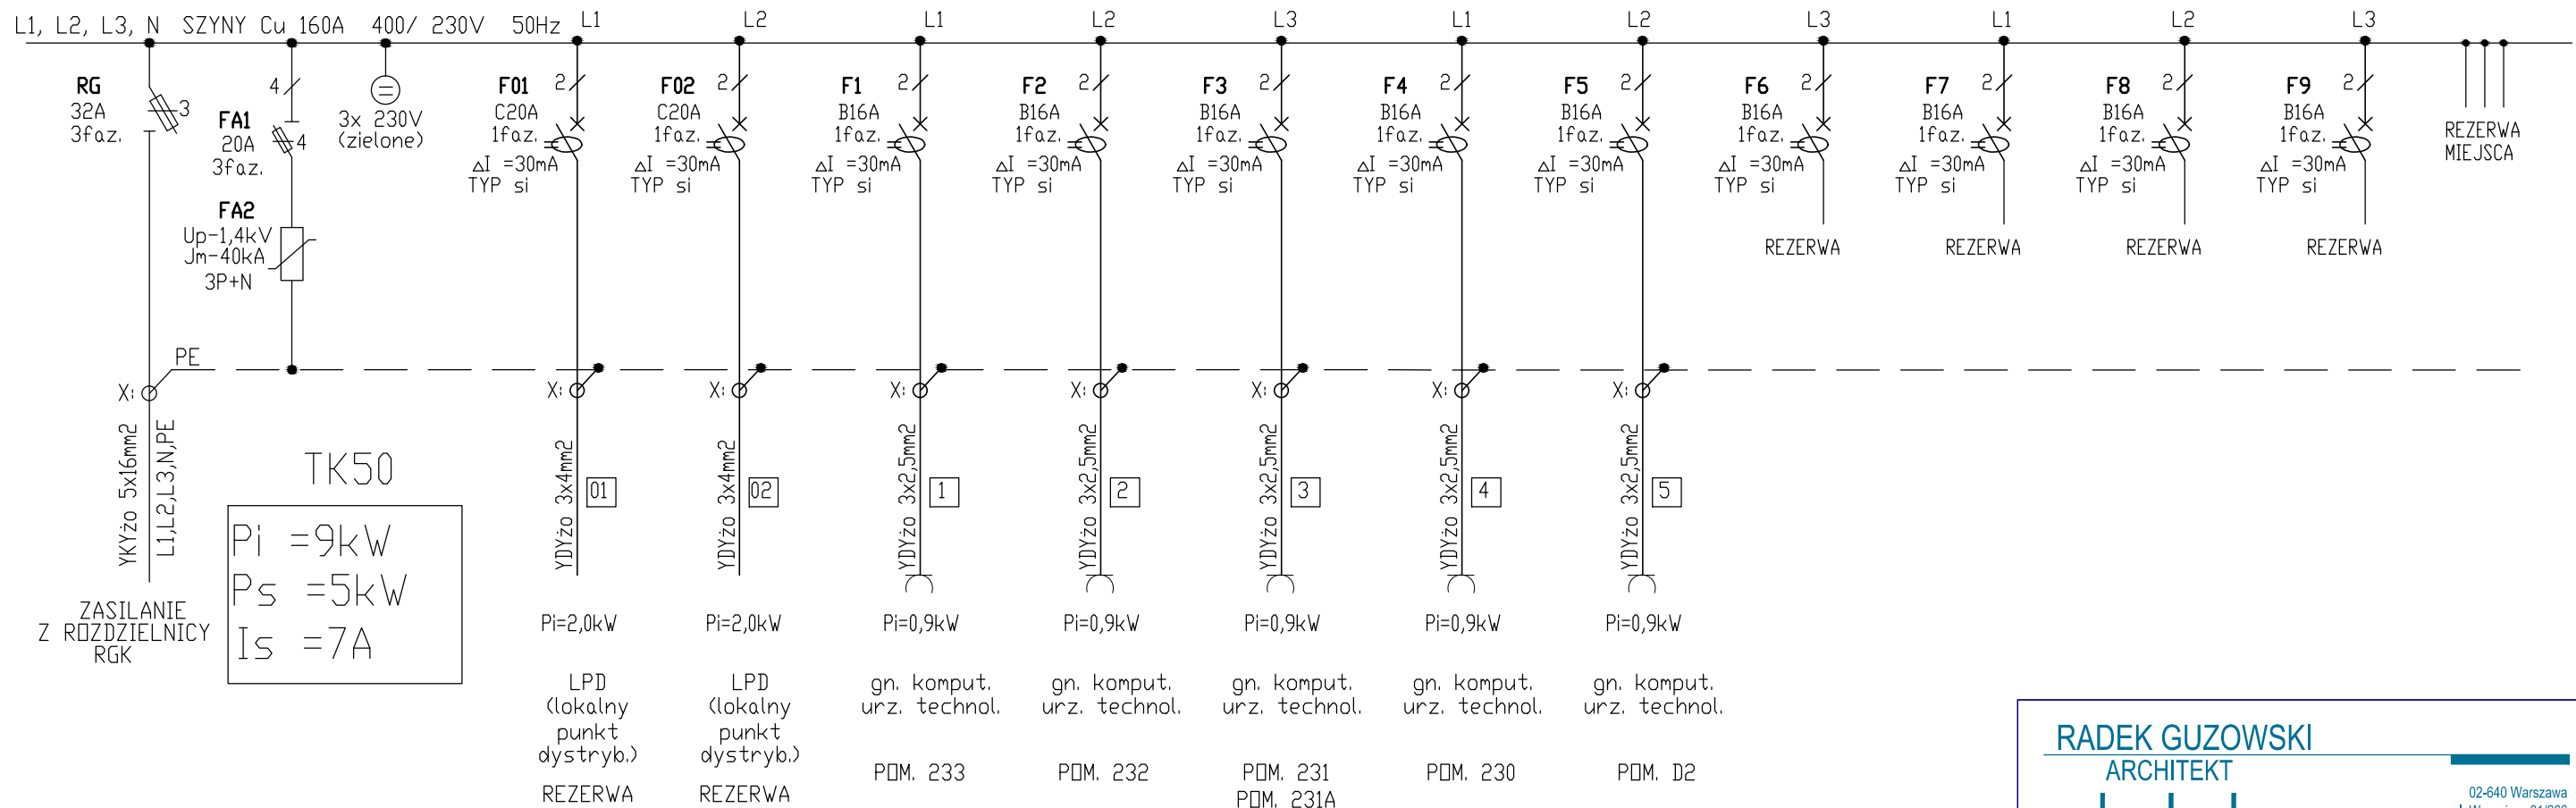 L1, L2, L3, N SZYNY Cu 160A 400/ 230V 50Hz
L1
L2
L1
L2
L3
L1
L2
L3
L1
L2
L3
RG
32A
3faz.
3
4
FA1
20A
3faz.
4
FA2
Up-1,4kV
Jm-40kA
3P+N
3x 230V
(zielone)
F01
2
C20A
1faz.
ΔI =30mA
TYP si
F02
2
C20A
1faz.
ΔI =30mA
TYP si
F1
2
B16A
1faz.
ΔI =30mA
TYP si
F2
2
B16A
1faz.
ΔI =30mA
TYP si
F3
2
B16A
1faz.
ΔI =30mA
TYP si
F4
2
B16A
1faz.
ΔI =30mA
TYP si
F5
2
B16A
1faz.
ΔI =30mA
TYP si
F6
2
B16A
1faz.
ΔI =30mA
TYP si
REZERWA
F7
2
B16A
1faz.
ΔI =30mA
TYP si
REZERWA
F8
2
B16A
1faz.
ΔI =30mA
TYP si
REZERWA
F9
2
B16A
1faz.
ΔI =30mA
TYP si
REZERWA
REZERWA
MIEJSCA
PE
X:
YKYżo 5x16mm2
L1,L2,L3,N,PE
ZASILANIE
Z ROZDZIELNICY
RGK
TK50
Pi =9kW
Ps =5kW
Is =7A
X:
YDYżo 3x4mm2
01
Pi=2,0kW
LPD
(lokalny
punkt
dystryb.)
REZERWA
X:
YDYżo 3x4mm2
02
Pi=2,0kW
LPD
(lokalny
punkt
dystryb.)
REZERWA
X:
YDYżo 3x2,5mm2
1
Pi=0,9kW
gn. komput.
urz. technol.
POM. 233
X:
YDYżo 3x2,5mm2
2
Pi=0,9kW
gn. komput.
urz. technol.
POM. 232
X:
YDYżo 3x2,5mm2
3
Pi=0,9kW
gn. komput.
urz. technol.
POM. 231
POM. 231A
X:
YDYżo 3x2,5mm2
4
Pi=0,9kW
gn. komput.
urz. technol.
POM. 230
X:
YDYżo 3x2,5mm2
5
Pi=0,9kW
gn. komput.
urz. technol.
POM. D2
RADEK GUZOWSKI
ARCHITEKT
02-640 Warszawa